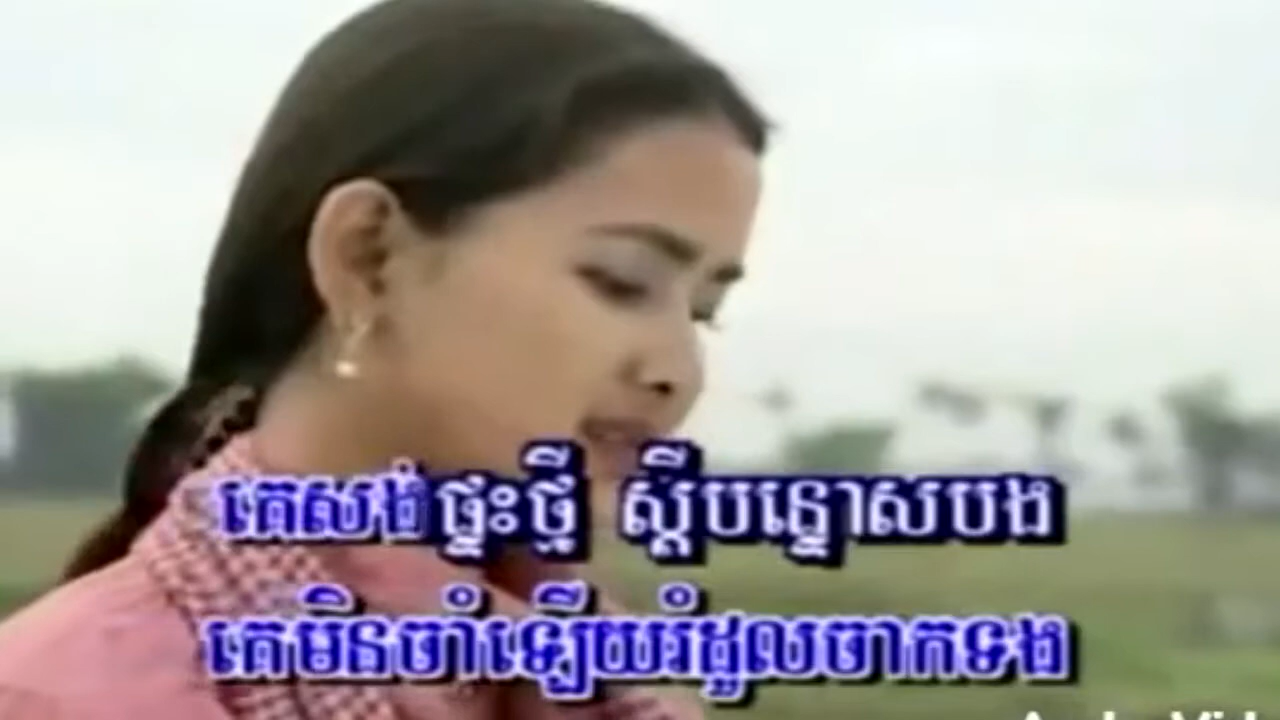 គេសង់ផ្ទះថ្មី ស្ដីបន្ទោសបង
គេមិនចាំឡើយរំដួលចាកទង